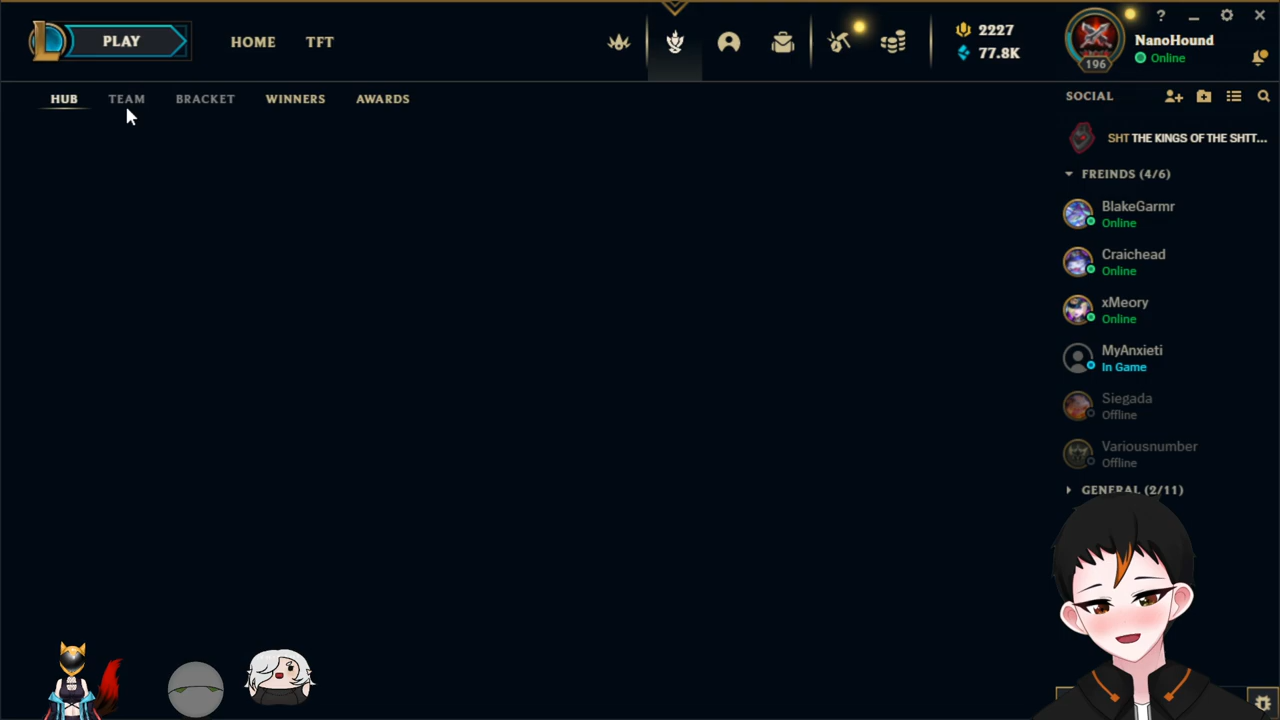 PLAY
HOME
TFT
2227
77.8K
196
?
NanoHound
Online
HUB
TEAM
BRACKET
WINNERS
AWARDS
SOCIAL
SHT THE KINGS OF THE SHTT...
FREINDS (4/6)
BlakeGarmr
Online
Craichead
Online
xMeory
Online
MyAnxieti
In Game
Siegada
Offline
Variousnumber
Offline
GENERAL (2/11)